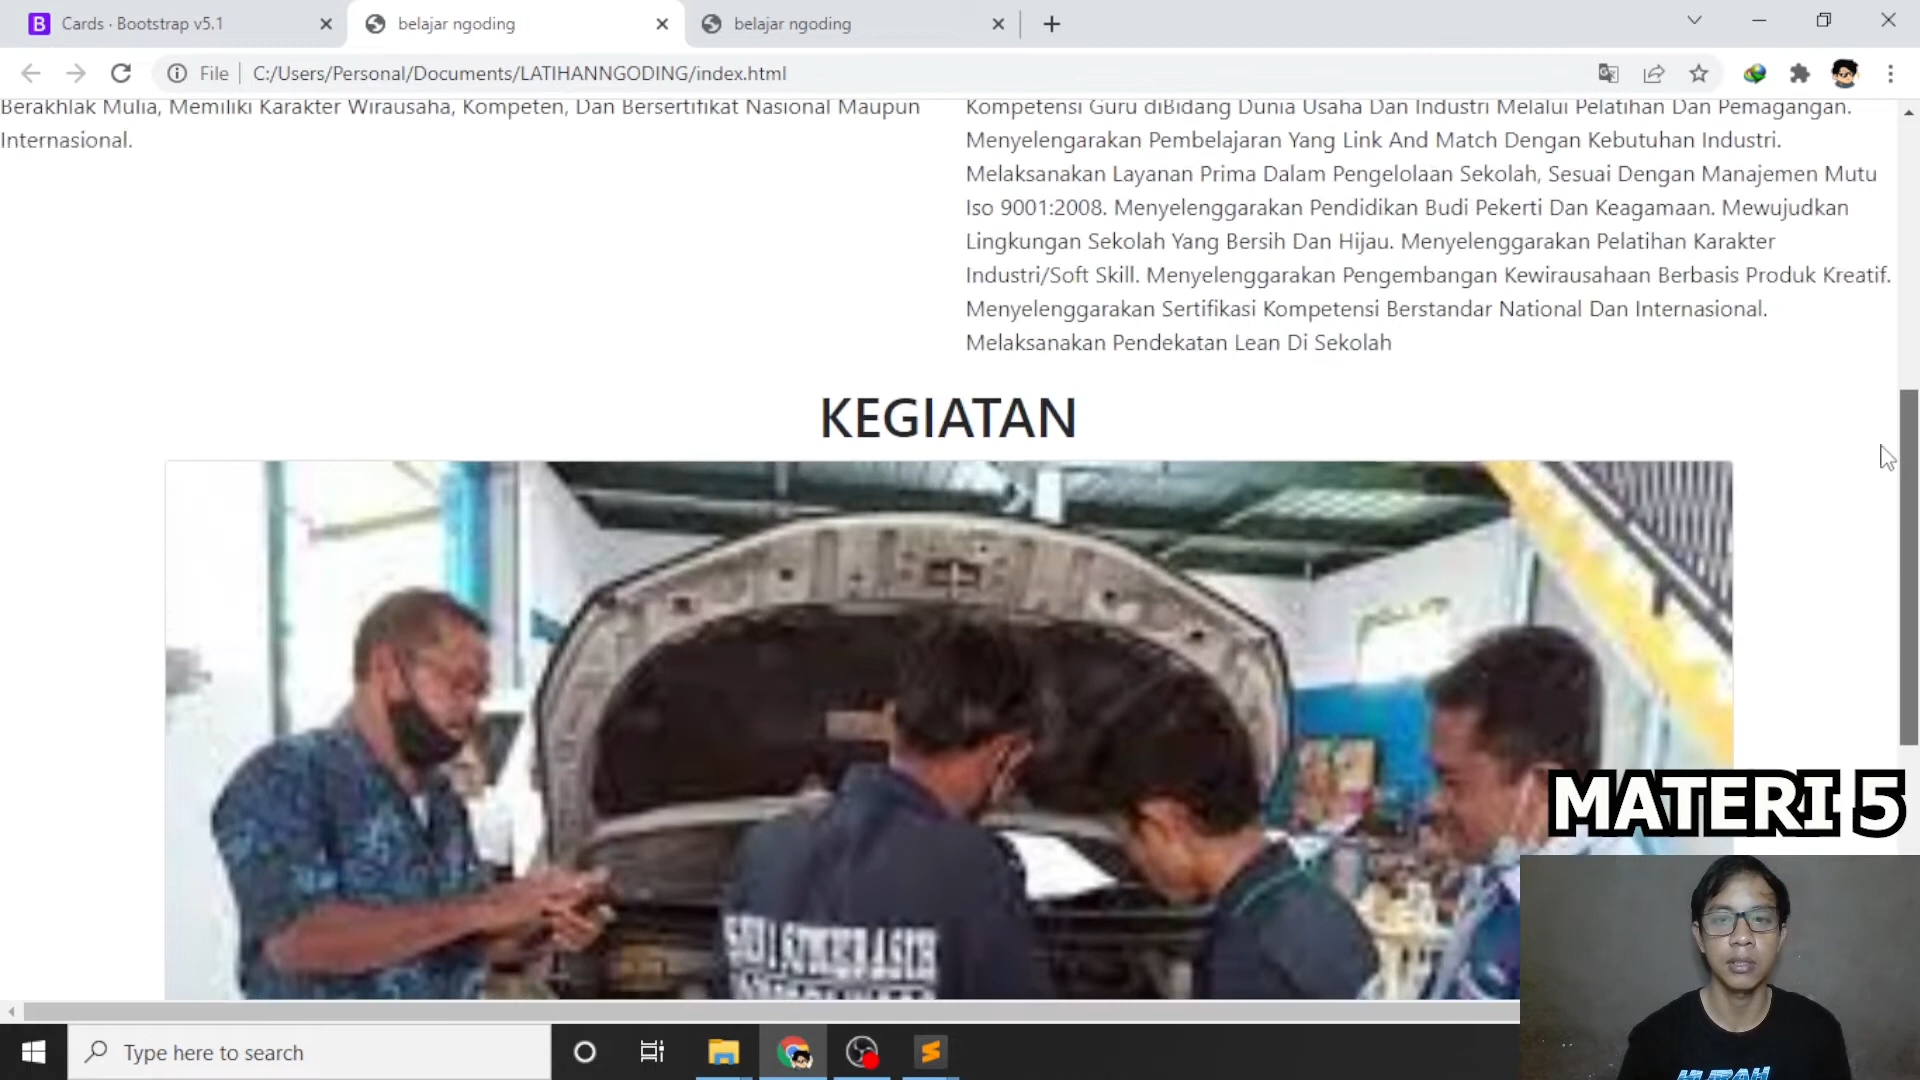 Cards · Bootstrap v5.1
belajar ngoding
belajar ngoding
File
C:/Users/Personal/Documents/LATIHANNGODING/index.html
Berakhlak Mulia, Memiliki Karakter Wirausaha, Kompeten, Dan Bersertifikat Nasional Maupun
Internasional.
Kompetensi Guru diBidang Dunia Usaha Dan Industri Melalui Pelatihan Dan Pemagangan.
Menyelengarakan Pembelajaran Yang Link And Match Dengan Kebutuhan Industri.
Melaksanakan Layanan Prima Dalam Pengelolaan Sekolah, Sesuai Dengan Manajemen Mutu
Iso 9001:2008. Menyelenggarakan Pendidikan Budi Pekerti Dan Keagamaan. Mewujudkan
Lingkungan Sekolah Yang Bersih Dan Hijau. Menyelenggarakan Pelatihan Karakter
Industri/Soft Skill. Menyelenggarakan Pengembangan Kewirausahaan Berbasis Produk Kreatif.
Menyelenggarakan Sertifikasi Kompetensi Berstandar National Dan Internasional.
Melaksanakan Pendekatan Lean Di Sekolah
KEGIATAN
MATERI 5
Type here to search